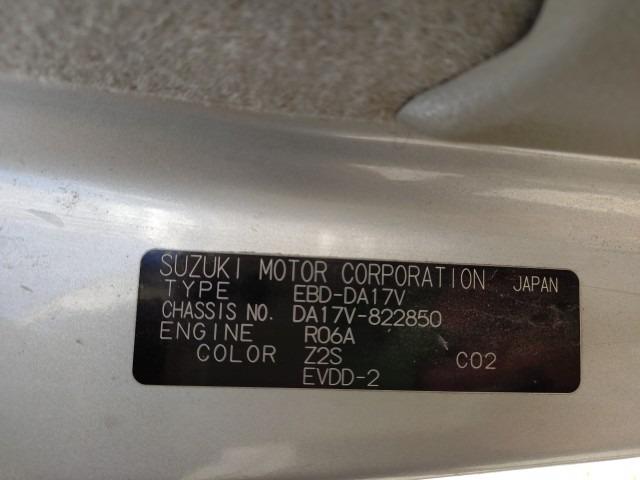 SUZUKI MOTOR CORPORATION JAPAN
TYPE EBD-DA17V
CHASSIS NO. DA17V-822850
ENGINE R06A
COLOR Z2S C02
EVDD-2